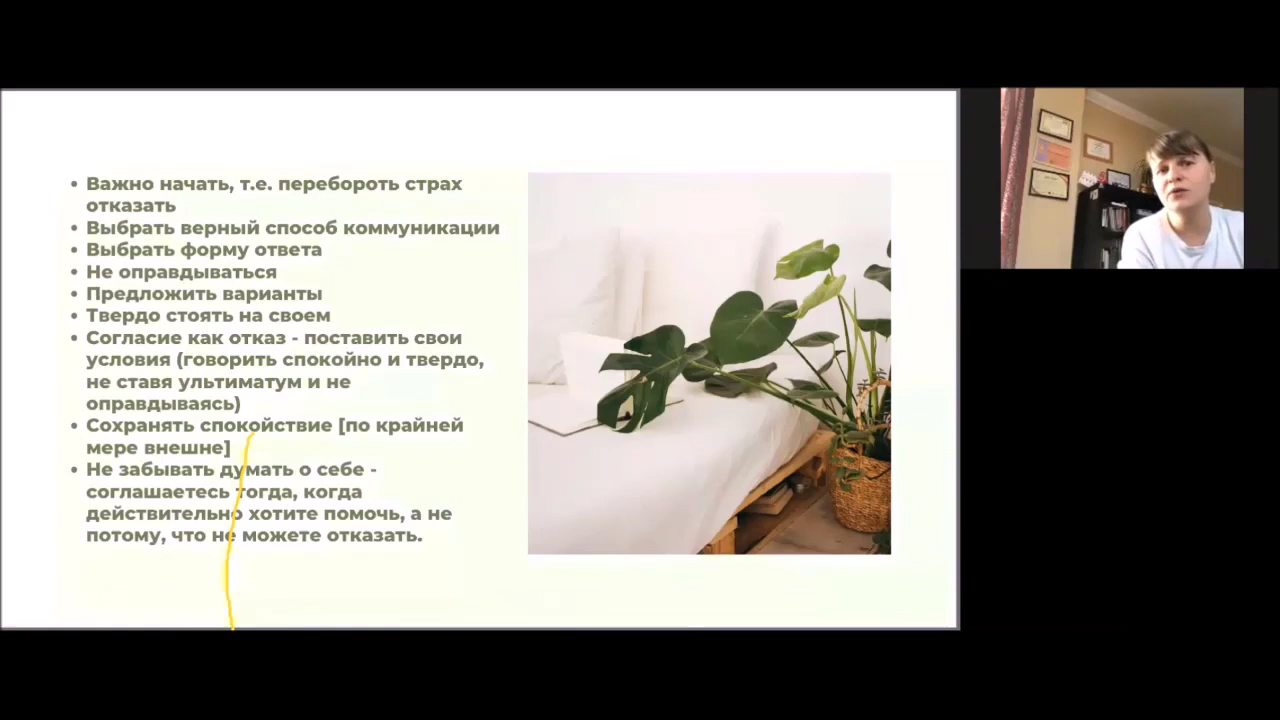 • Важно начать, т.е. перебороть страх
отказать
• Выбрать верный способ коммуникации
• Выбрать форму ответа
• Не оправдываться
• Предложить варианты
• Твердо стоять на своем
• Согласие как отказ - поставить свои
условия (говорить спокойно и твердо,
не ставя ультиматум и не
оправдываясь)
• Сохранять спокойствие [по крайней
мере внешне]
• Не забывать думать о себе -
соглашаетесь тогда, когда
действительно хотите помочь, а не
потому, что не можете отказать.